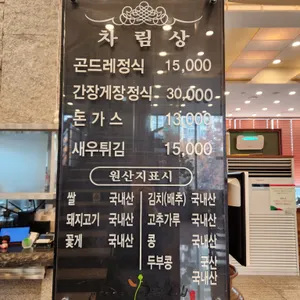 차림상
곤드레정식 15,000
간장게장정식 30,000
돈가스 13,000
새우튀김 15,000
원산지표시
쌀 국내산 김치(배추) 국내산
돼지고기 국내산 고추가루 국내산
꽃게 국내산 콩 국내산
두부콩 국산
국내산